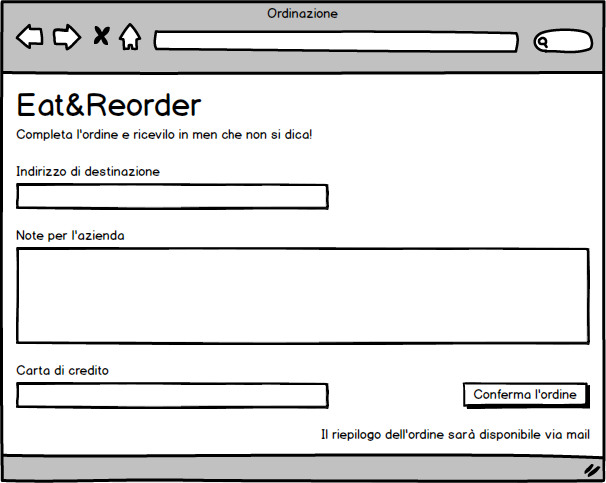 Ordinazione
Eat&Reorder
Completa l'ordine e ricevilo in men che non si dica!
Indirizzo di destinazione
Note per l'azienda
Carta di credito
Conferma l'ordine
Il riepilogo dell'ordine sarà disponibile via mail